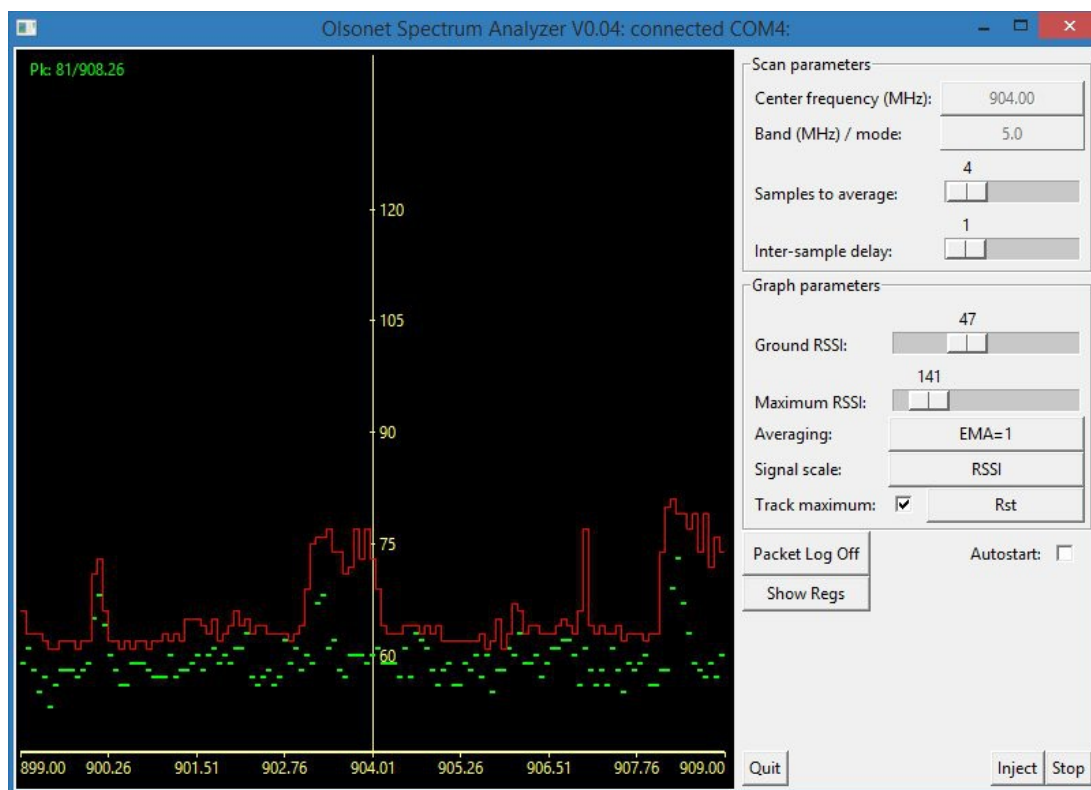 Olsonet Spectrum Analyzer V0.04: connected COM4:
Pk: 81/908.26
120
105
90
75
60
899.00 900.26 901.51 902.76 904.01 905.26 906.51 907.76 909.00
Scan parameters
Center frequency (MHz): 904.00
Band (MHz) / mode: 5.0
4
Samples to average:
1
Inter-sample delay:
Graph parameters
47
Ground RSSI:
141
Maximum RSSI:
Averaging: EMA=1
Signal scale: RSSI
Track maximum: Rst
Packet Log Off Autostart:
Show Regs
Quit Inject Stop